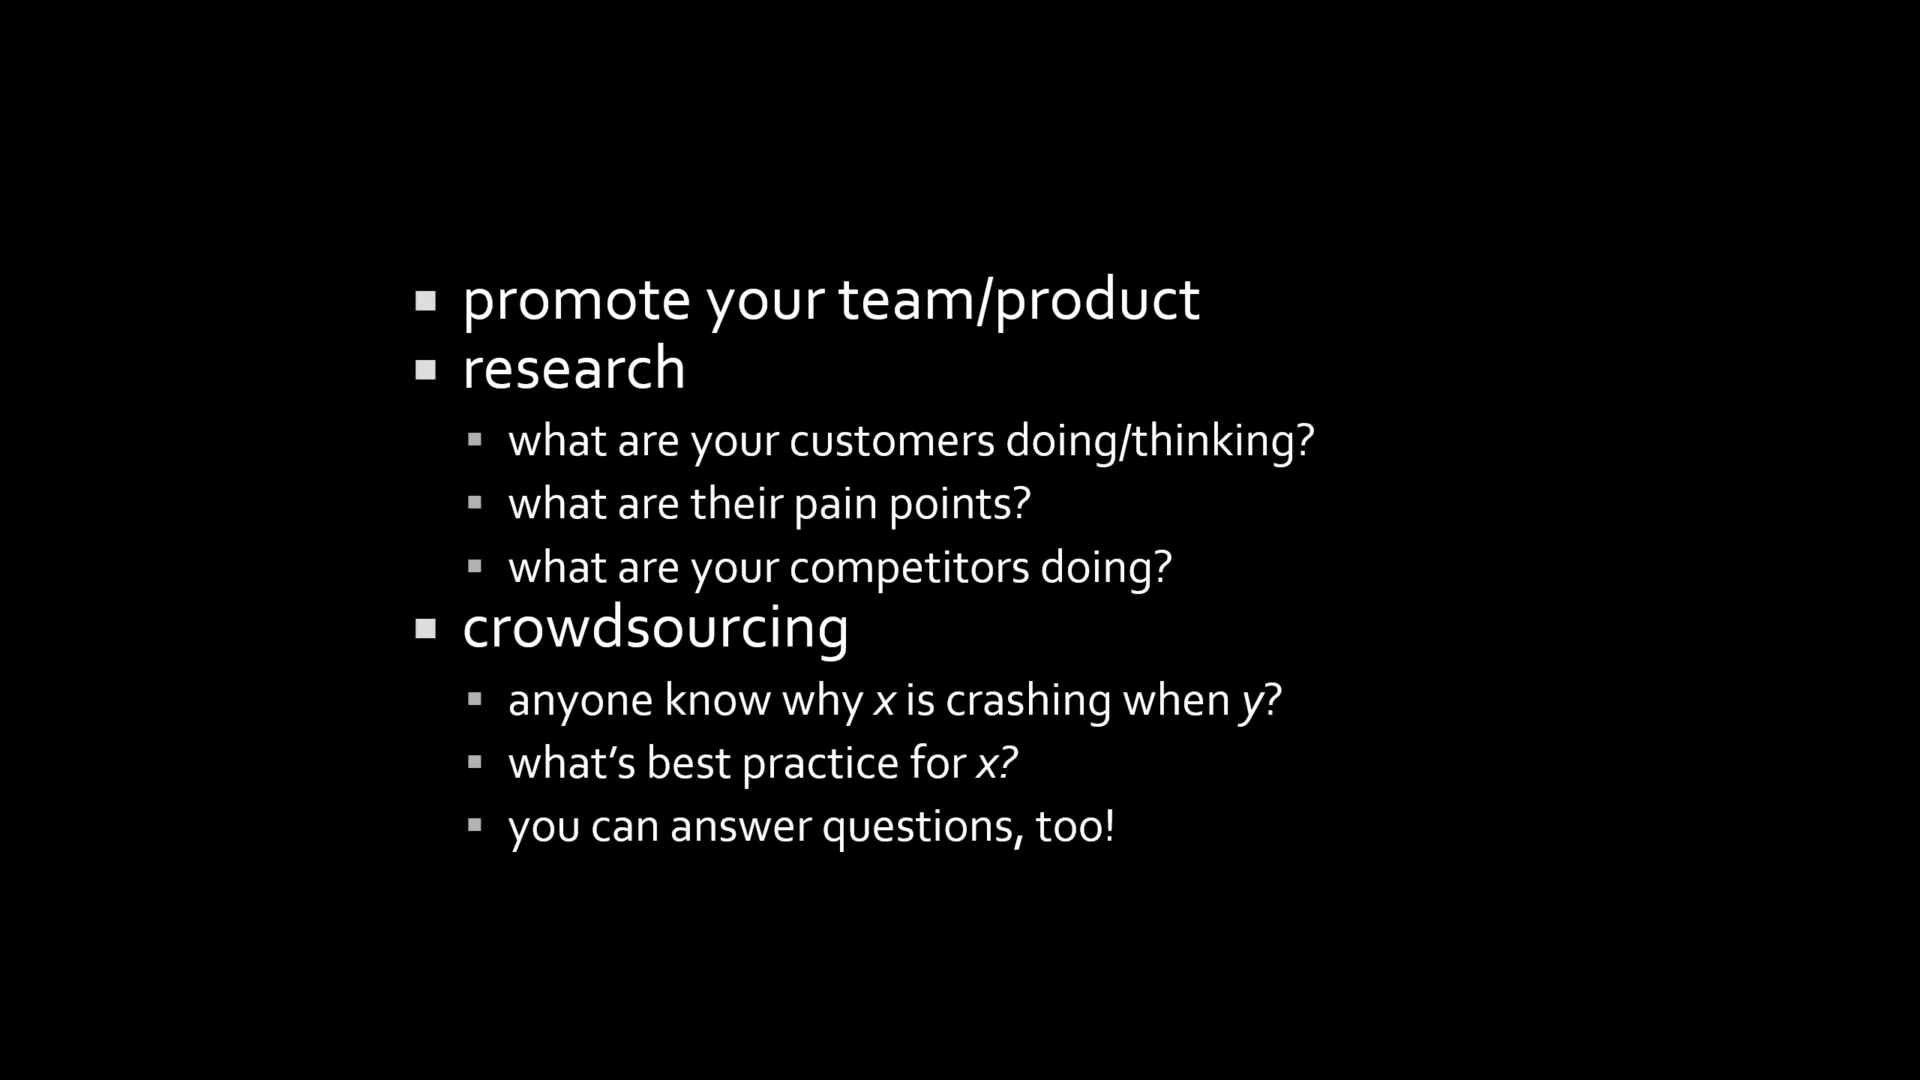 promote your team/product
research
what are your customers doing/thinking?
what are their pain points?
what are your competitors doing?
crowdsourcing
anyone know why x is crashing when y?
what’s best practice for x?
you can answer questions, too!